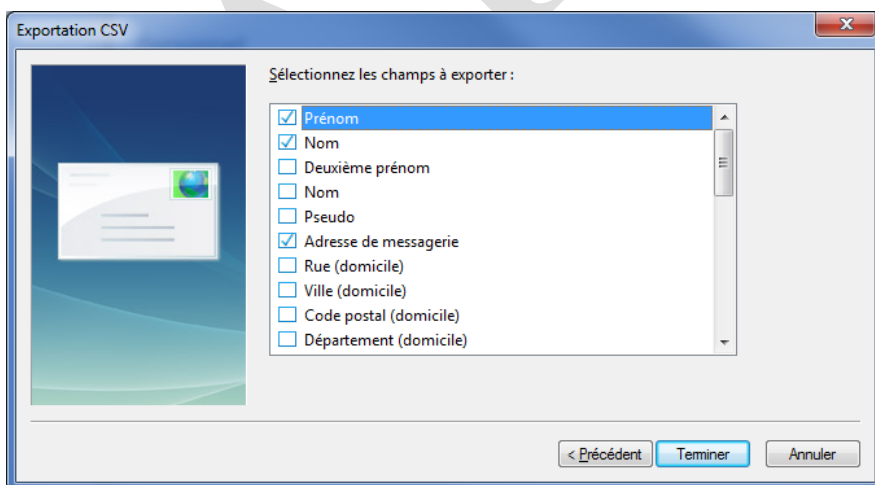 Exportation CSV
Sélectionnez les champs à exporter :
Prénom
Nom
Deuxième prénom
Nom
Pseudo
Adresse de messagerie
Rue (domicile)
Ville (domicile)
Code postal (domicile)
Département (domicile)
< Précédent Terminer Annuler